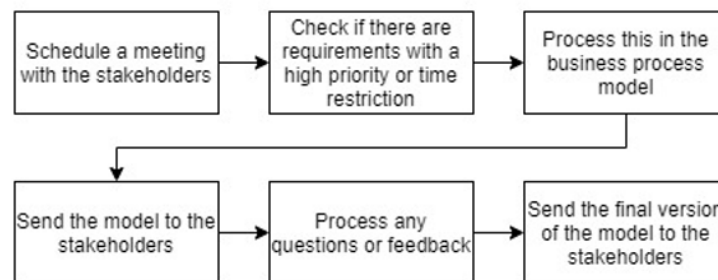 Schedule a meeting
with the stakeholders
Check if there are
requirements with a
high priority or time
restriction
Process this in the
business process
model
Send the model to the
stakeholders
Process any
questions or feedback
Send the final version
of the model to the
stakeholders